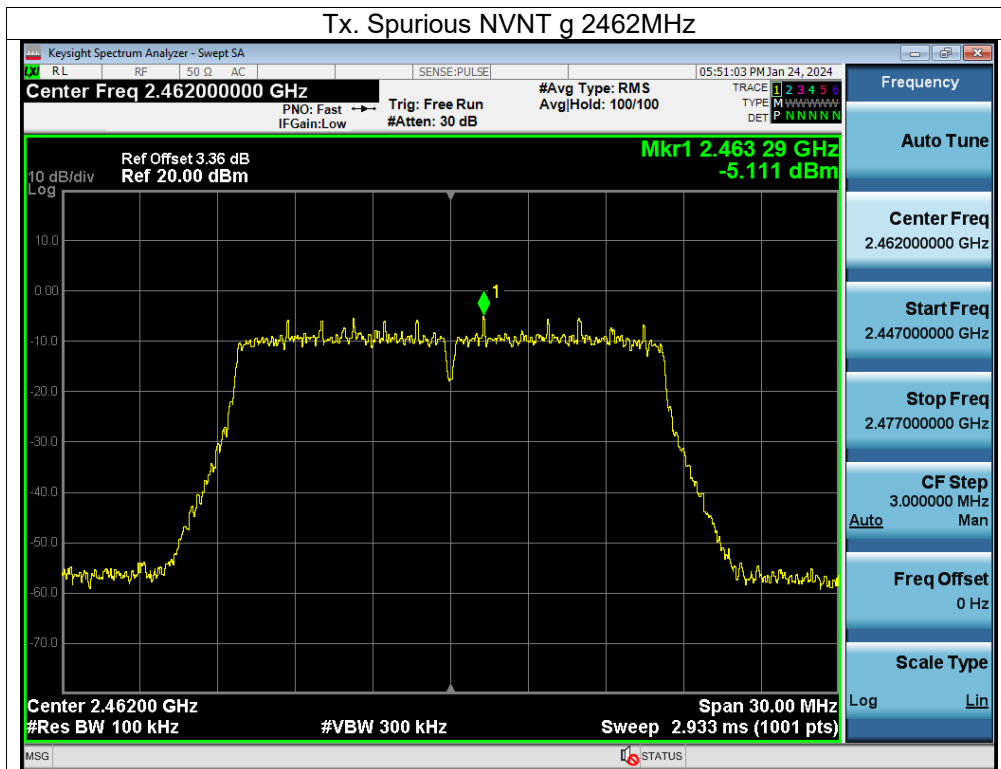 Tx. Spurious NVNT g 2462MHz
Keysight Spectrum Analyzer - Swept SA
LXI RL RF 50 Ω AC SENSE:PULSE 05:51:03 PM Jan 24, 2024
Center Freq 2.462000000 GHz
PNO: Fast
IFGain:Low
Trig: Free Run
#Atten: 30 dB
#Avg Type: RMS
Avg|Hold: 100/100
TRACE 1 2 3 4 5 6
TYPE M WWWWW
DET P N N N N N
Mkr1 2.463 29 GHz
-5.111 dBm
Ref Offset 3.36 dB
10 dB/div Ref 20.00 dBm
Log
10.0
0.00
-10.0
-20.0
-30.0
-40.0
-50.0
-60.0
-70.0
1
Center 2.46200 GHz Span 30.00 MHz
#Res BW 100 kHz #VBW 300 kHz Sweep 2.933 ms (1001 pts)
MSG STATUS
Frequency
Auto Tune
Center Freq
2.462000000 GHz
Start Freq
2.447000000 GHz
Stop Freq
2.477000000 GHz
CF Step
3.000000 MHz
Auto Man
Freq Offset
0 Hz
Scale Type
Log Lin